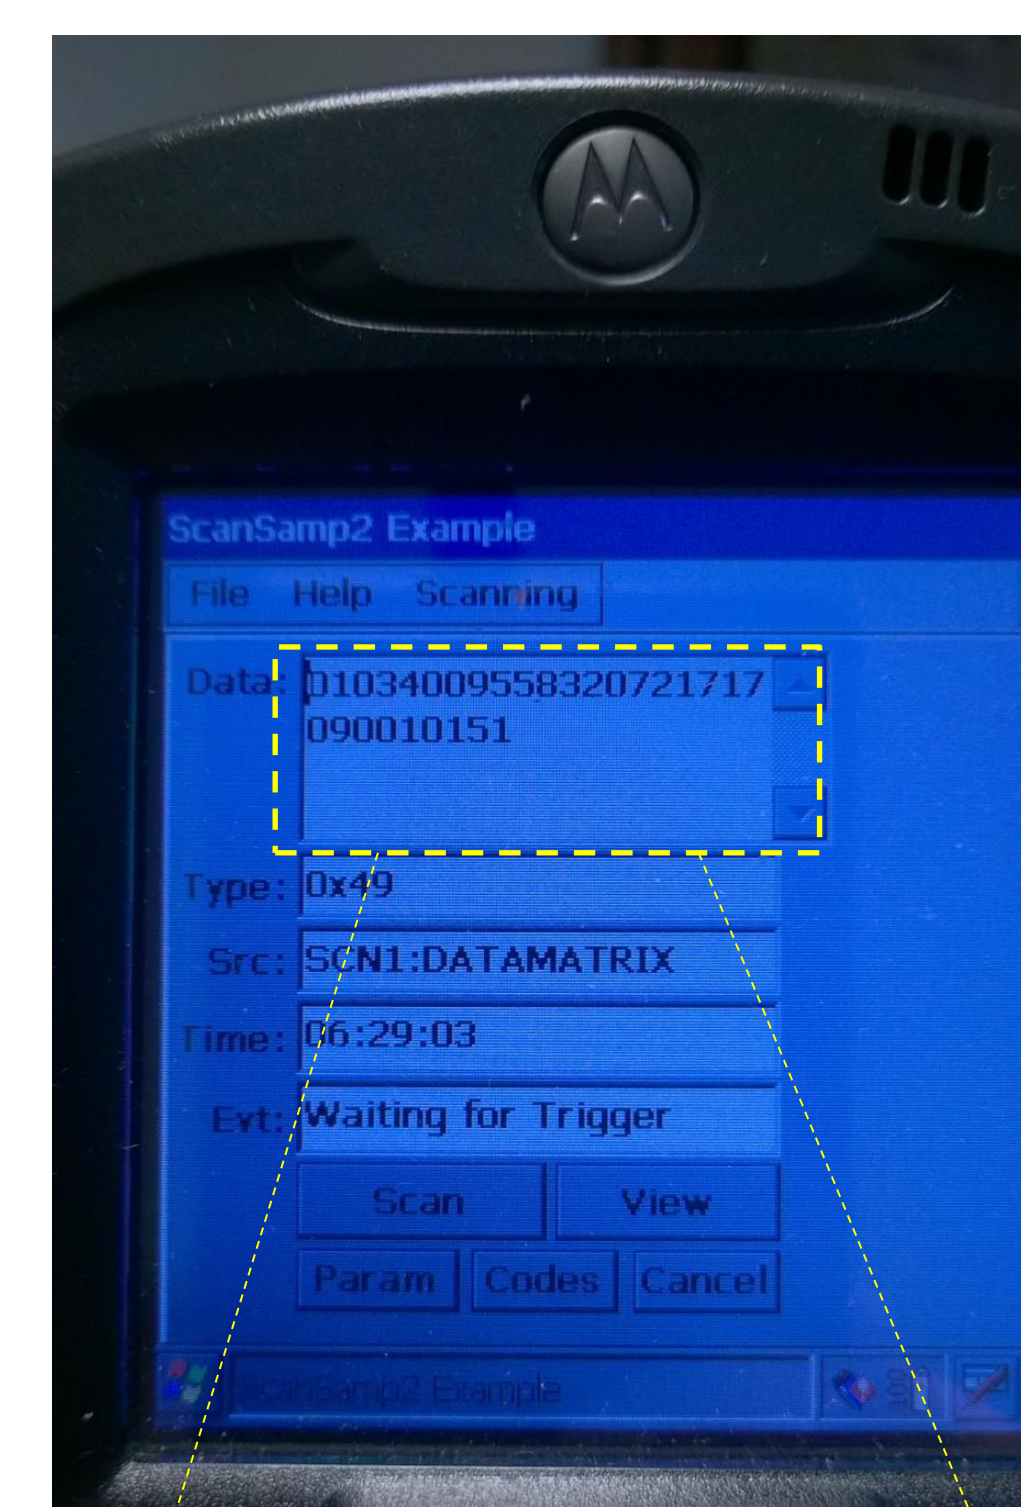 ScanSamp2 Example
File Help Scanning
Data: 01034009558320721717
090010151
Type: 0x49
Src: SCN1:DATAMATRIX
Time: 06:29:03
Evt: Waiting for Trigger
Scan View
Param Codes Cancel
ScanSamp2 Example